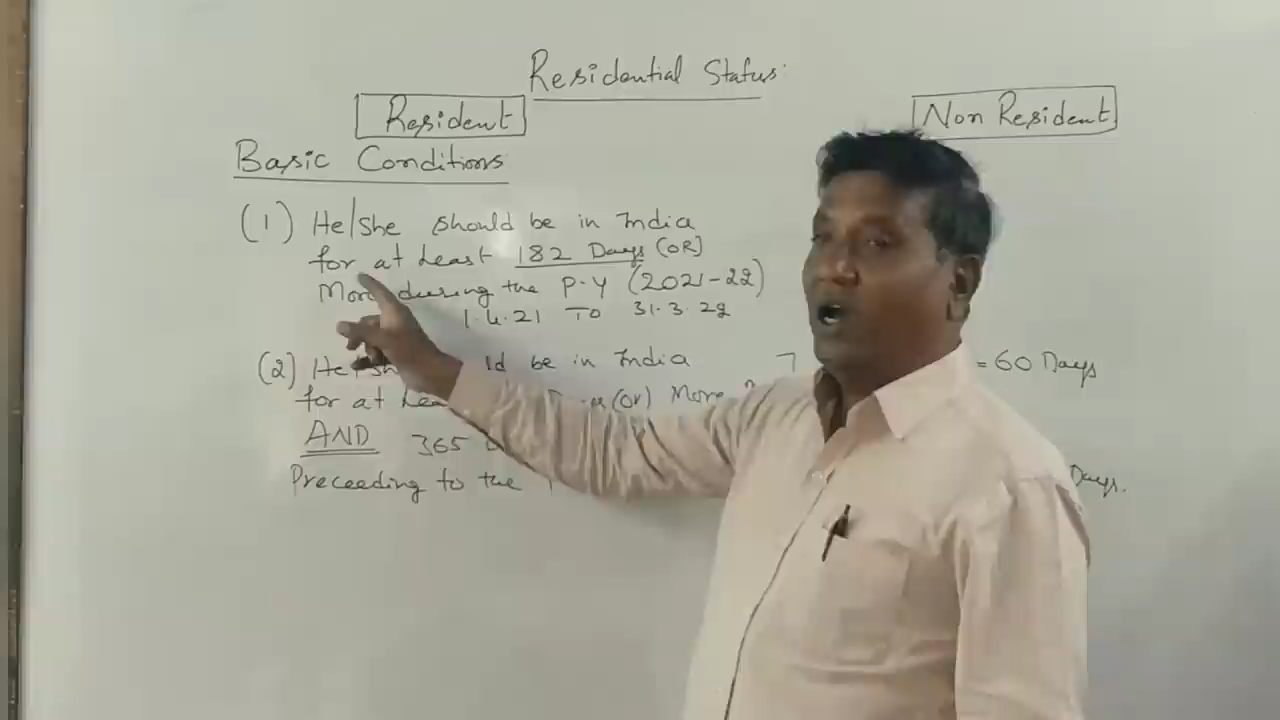 Residential Status:
Resident
Non Resident
Basic Conditions
(1) He/She should be in India
for at Least 182 Days (OR)
More during the P.Y (2021-22)
1.4.21 TO 31.3.22
(2) He/She be in India
= 60 Days
for at (or) More
AND 365
Preceeding to the
Days.